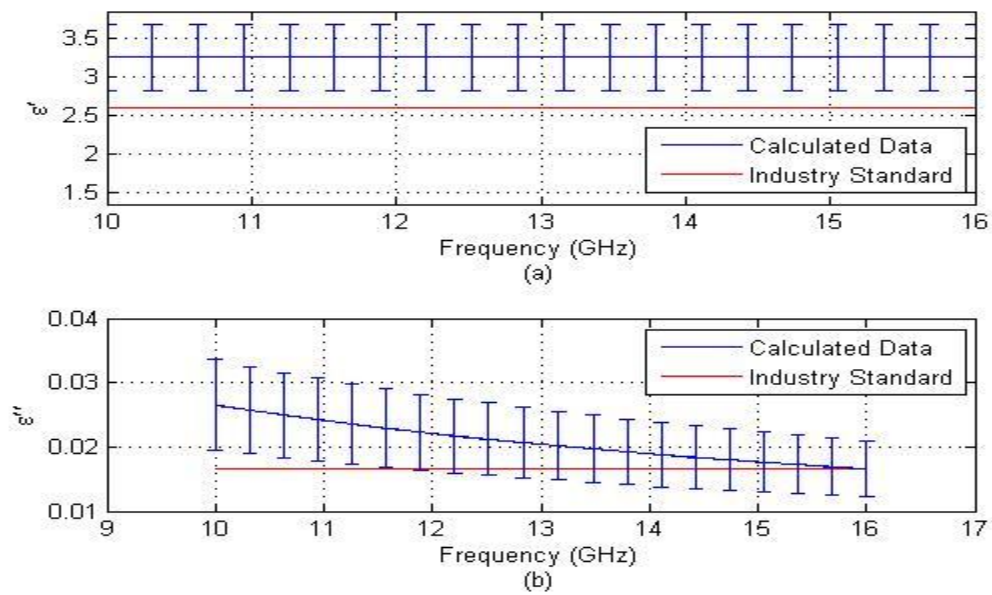 3.5
3
2.5
2
1.5
ε'
Calculated Data
Industry Standard
10 11 12 13 14 15 16
Frequency (GHz)
(a)
0.04
0.03
0.02
0.01
ε''
Calculated Data
Industry Standard
9 10 11 12 13 14 15 16 17
Frequency (GHz)
(b)